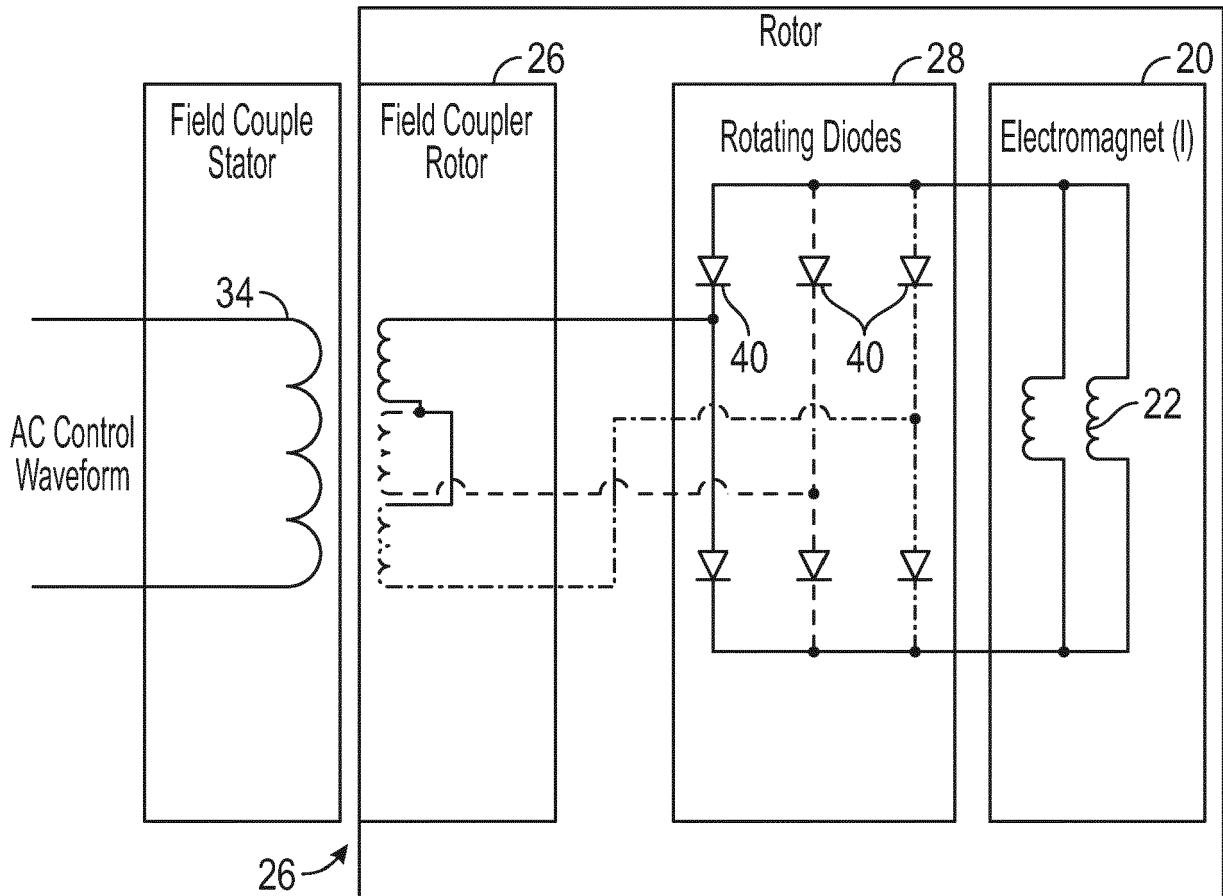 Rotor
26
28
20
Field Couple
Stator
Field Coupler
Rotor
Rotating Diodes
Electromagnet (I)
34
40
40
22
AC Control
Waveform
26